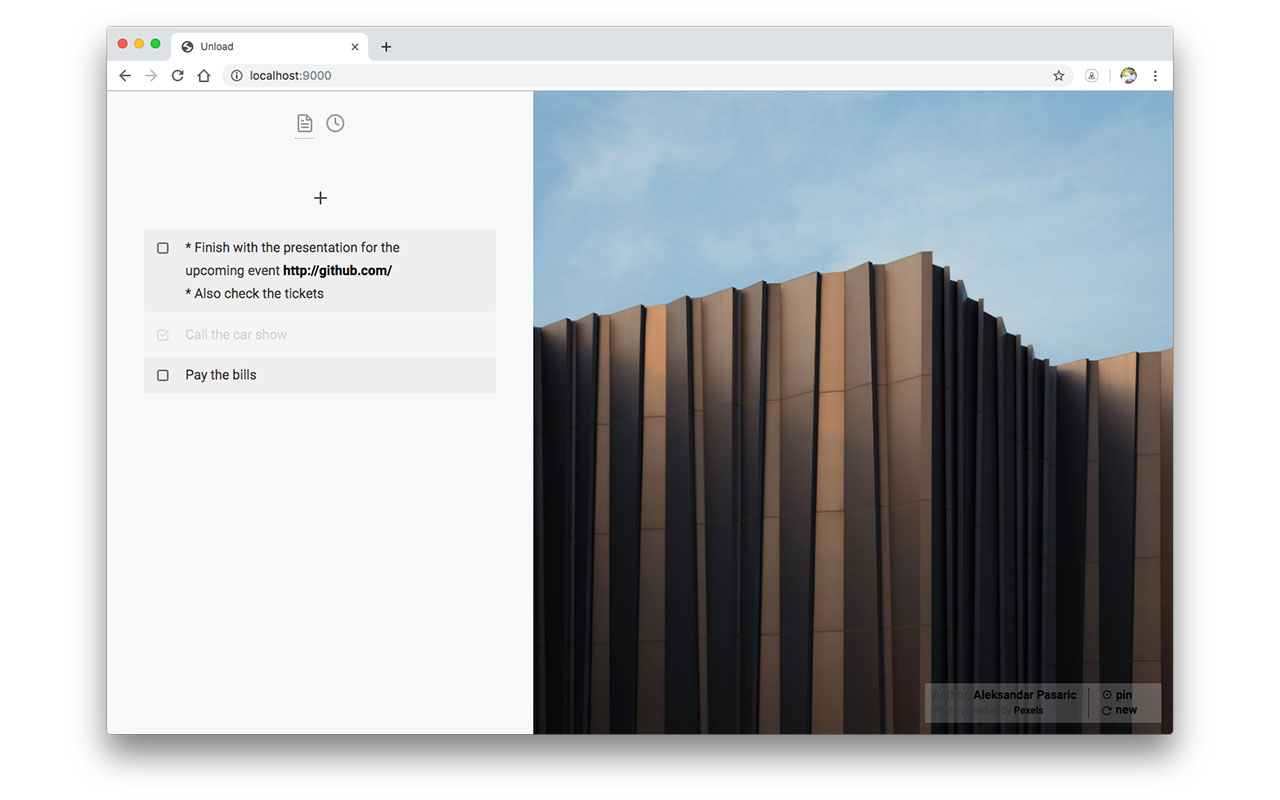 Unload
localhost:9000
* Finish with the presentation for the
upcoming event http://github.com/
* Also check the tickets
Call the car show
Pay the bills
Author Aleksandar Pasaric
Photo provided by Pexels
pin
new